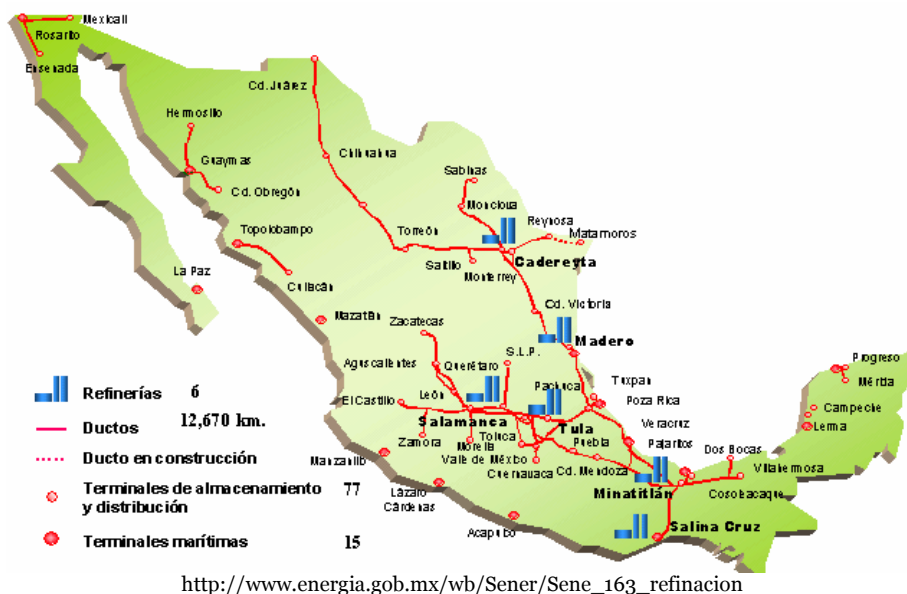 Mexicali
Rosarito
Ensenada
Cd. Juárez
Hermosillo
Chihuahua
Guaymas
Sabinas
Cd. Obregón
Monclova
Reynosa
Matamoros
Topolobampo
Torreón
Saltillo
Cadereyta
Monterrey
La Paz
Culiacán
Cd. Victoria
Mazatlán
Zacatecas
Madero
S.L.P.
Aguascalientes
Querétaro
Progreso
Mérida
Pachuca
Tuxpan
León
El Castillo
Poza Rica
Campeche
Salamanca
Tula
Veracruz
Lerma
Zamora
Morelia
Toluca
Puebla
Pajaritos
Dos Bocas
Valle de México
Manzanillo
Cuernavaca
Cd. Mendoza
Villahermosa
Minatitlán
Cosoleacaque
Lázaro
Cárdenas
Acapulco
Salina Cruz
Refinerías 6
Ductos 12,670 km.
Ducto en construcción
Terminales de almacenamiento 77
y distribución
Terminales marítimas 15
http://www.energia.gob.mx/wb/Sener/Sene_163_refinacion